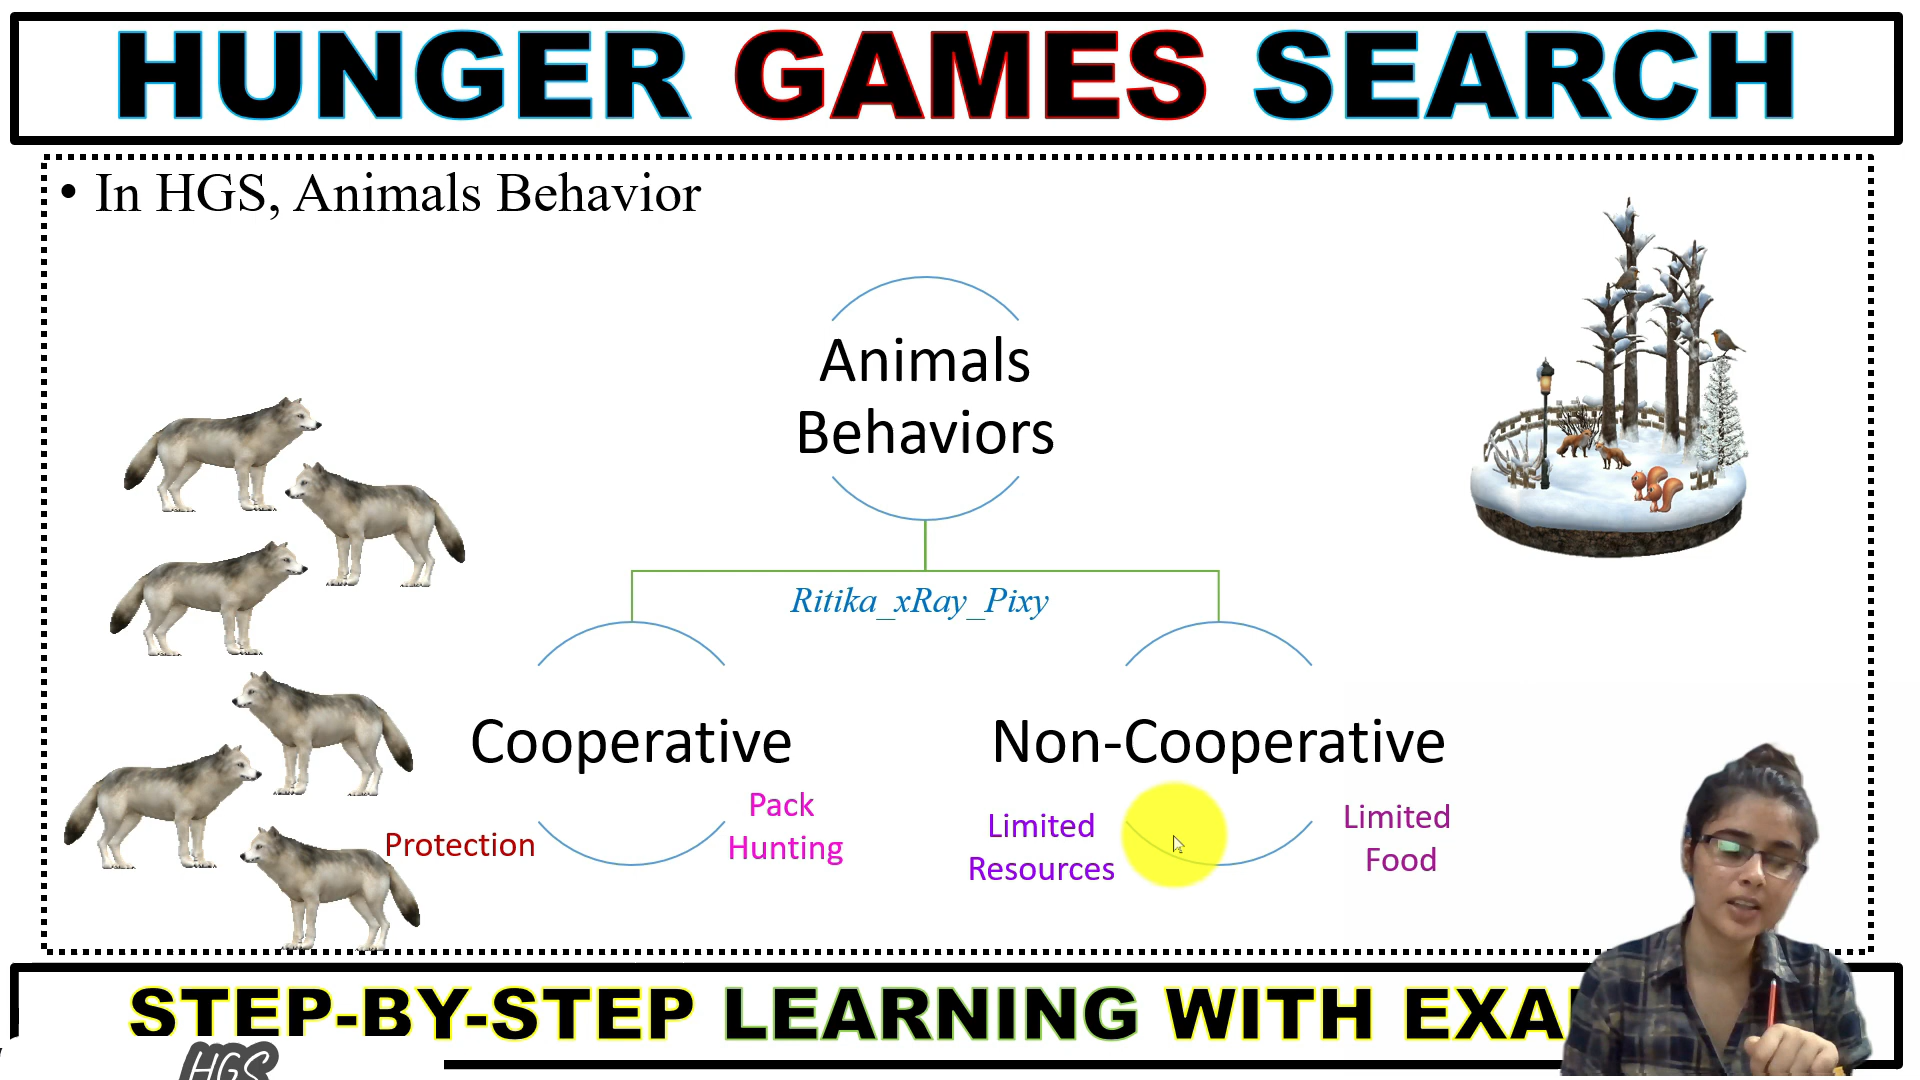 HUNGER GAMES SEARCH
• In HGS, Animals Behavior
Animals
Behaviors
Ritika_xRay_Pixy
Cooperative
Non-Cooperative
Protection
Pack
Hunting
Limited
Resources
Limited
Food
STEP-BY-STEP LEARNING WITH EXA
HGS